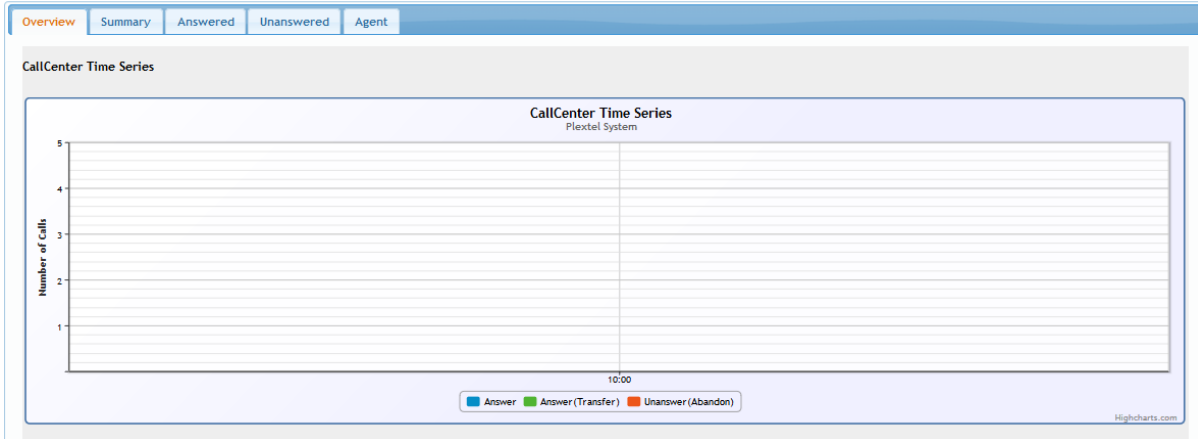 Overview Summary Answered Unanswered Agent
CallCenter Time Series
CallCenter Time Series
Plextel System
Number of Calls
5
4
3
2
1
10:00
Answer Answer(Transfer) Unanswer(Abandon)
Highcharts.com